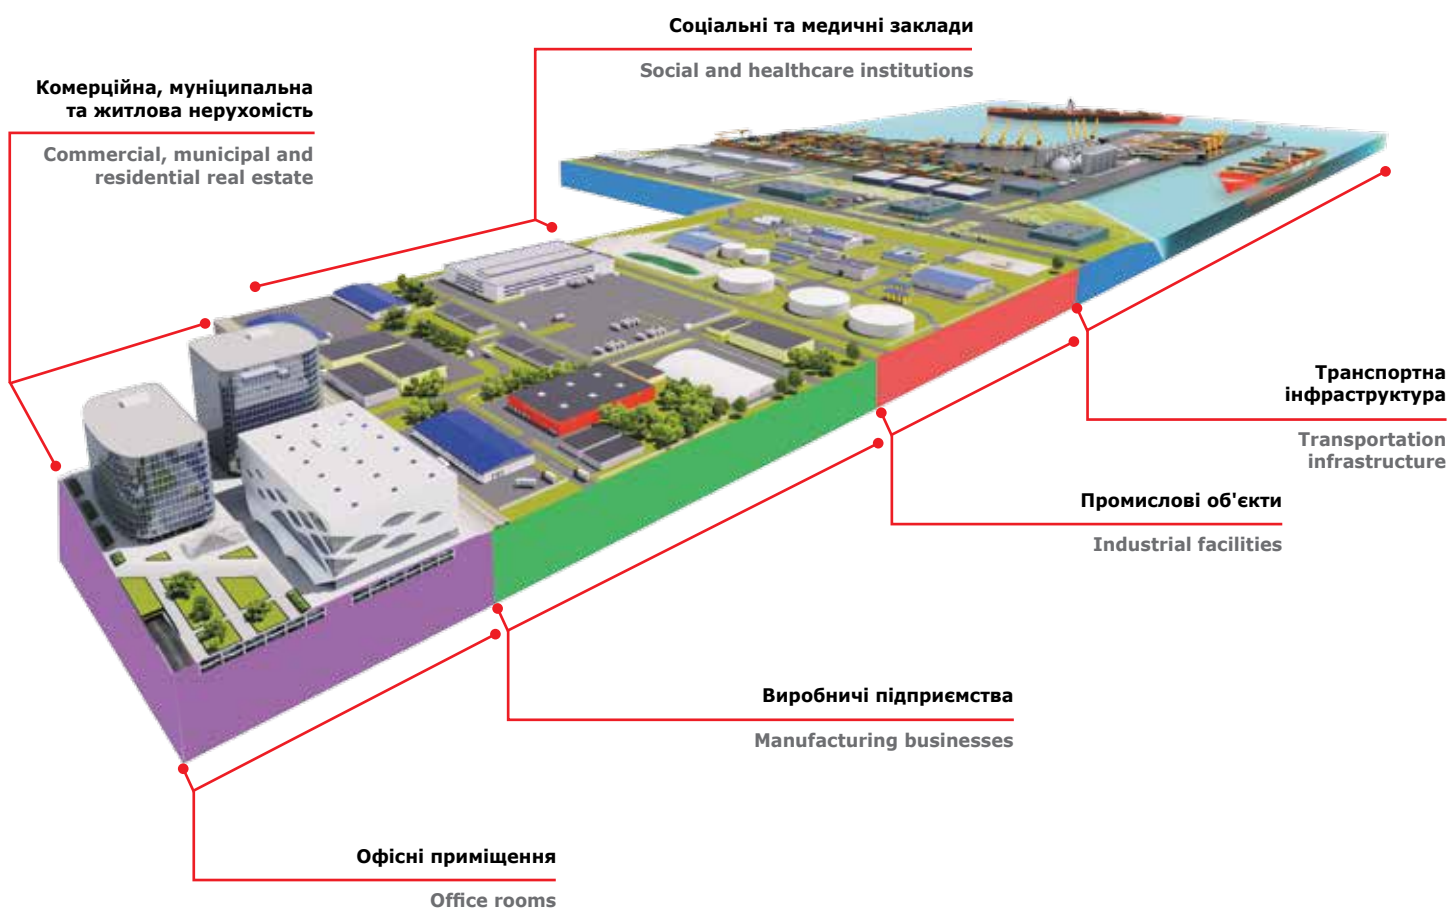 Соціальні та медичні заклади
Social and healthcare institutions
Комерційна, муніципальна
та житлова нерухомість
Commercial, municipal and
residential real estate
Транспортна
інфраструктура
Transportation
infrastructure
Промислові об'єкти
Industrial facilities
Виробничі підприємства
Manufacturing businesses
Офісні приміщення
Office rooms